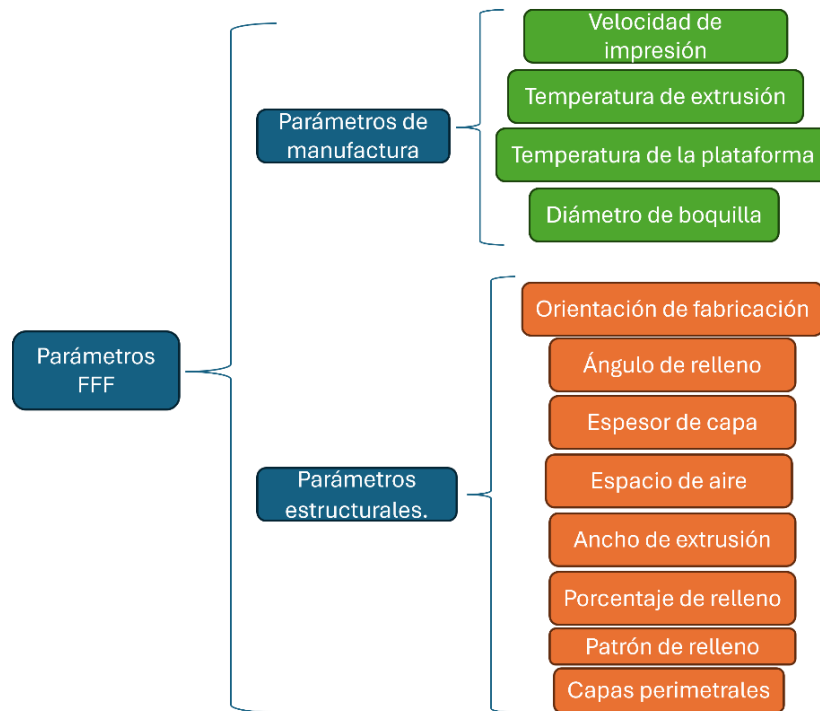 Velocidad de
impresión
Temperatura de extrusión
Parámetros de
manufactura
Temperatura de la plataforma
Diámetro de boquilla
Orientación de fabricación
Parámetros
FFF
Ángulo de relleno
Espesor de capa
Parámetros
estructurales.
Espacio de aire
Ancho de extrusión
Porcentaje de relleno
Patrón de relleno
Capas perimetrales